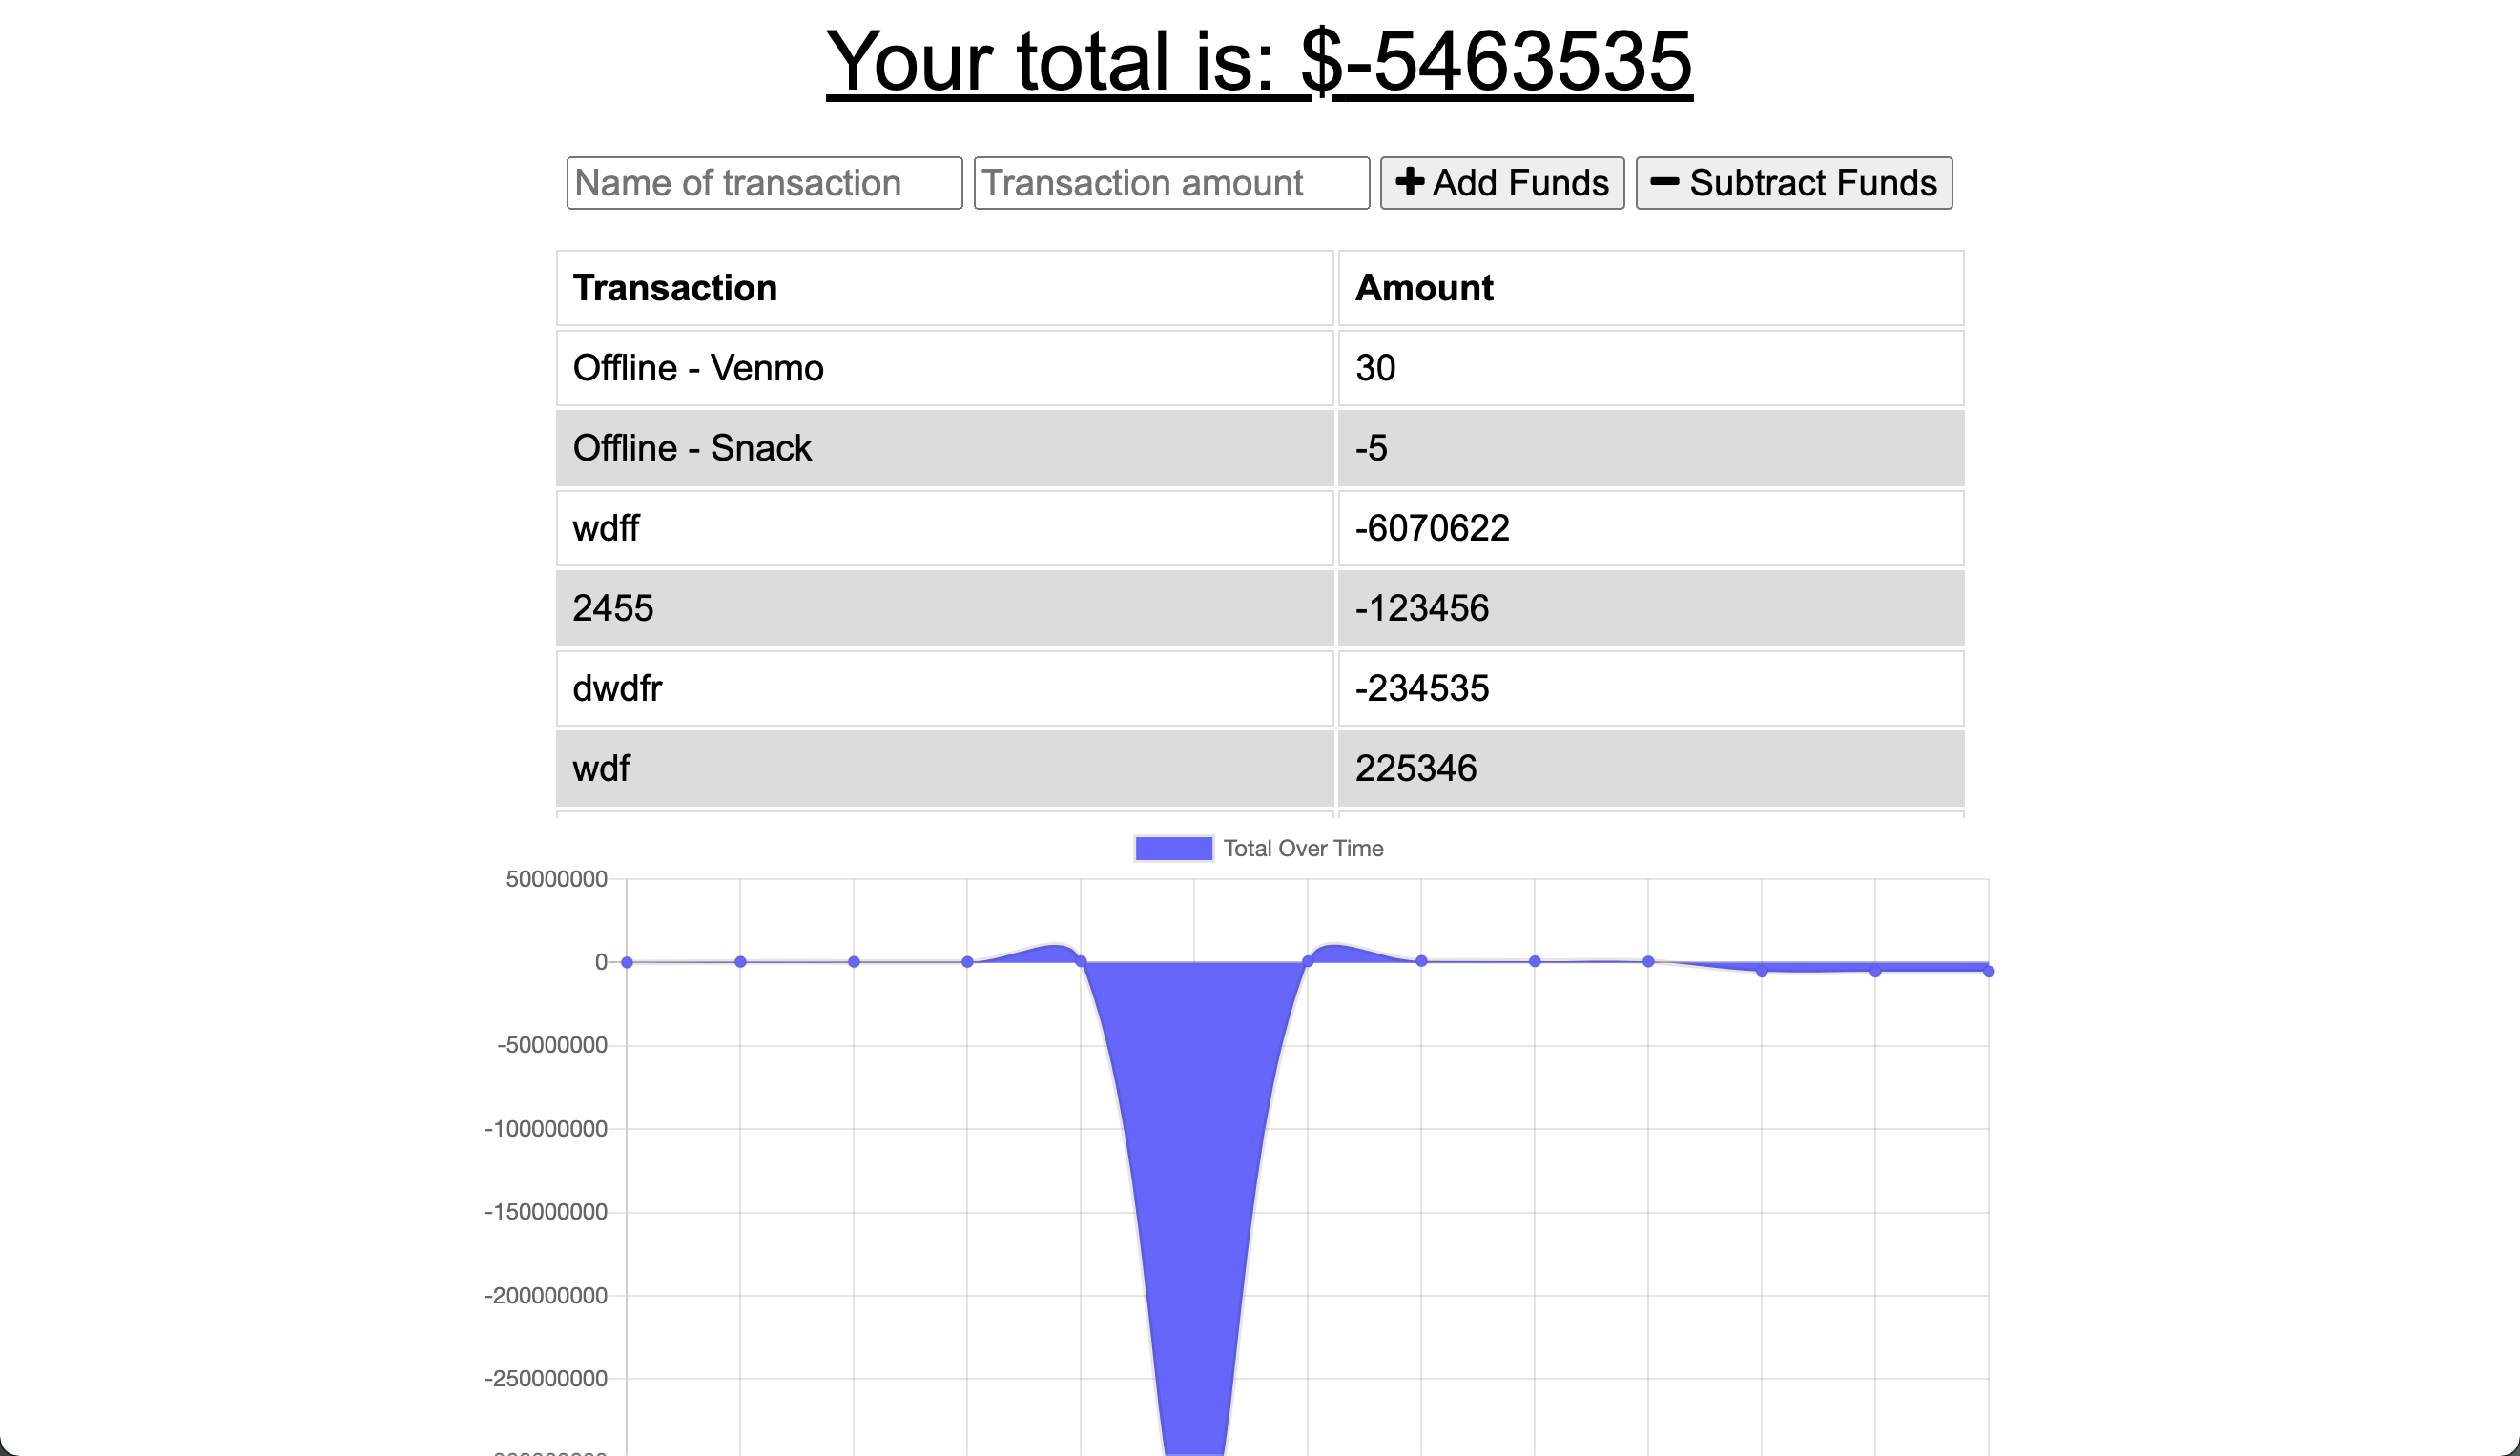 Your total is: $-5463535
Name of transaction Transaction amount Add Funds Subtract Funds
Transaction Amount
Offline - Venmo 30
Offline - Snack -5
wdff -6070622
2455 -123456
dwdfr -234535
wdf 225346
Total Over Time
50000000
0
-50000000
-100000000
-150000000
-200000000
-250000000